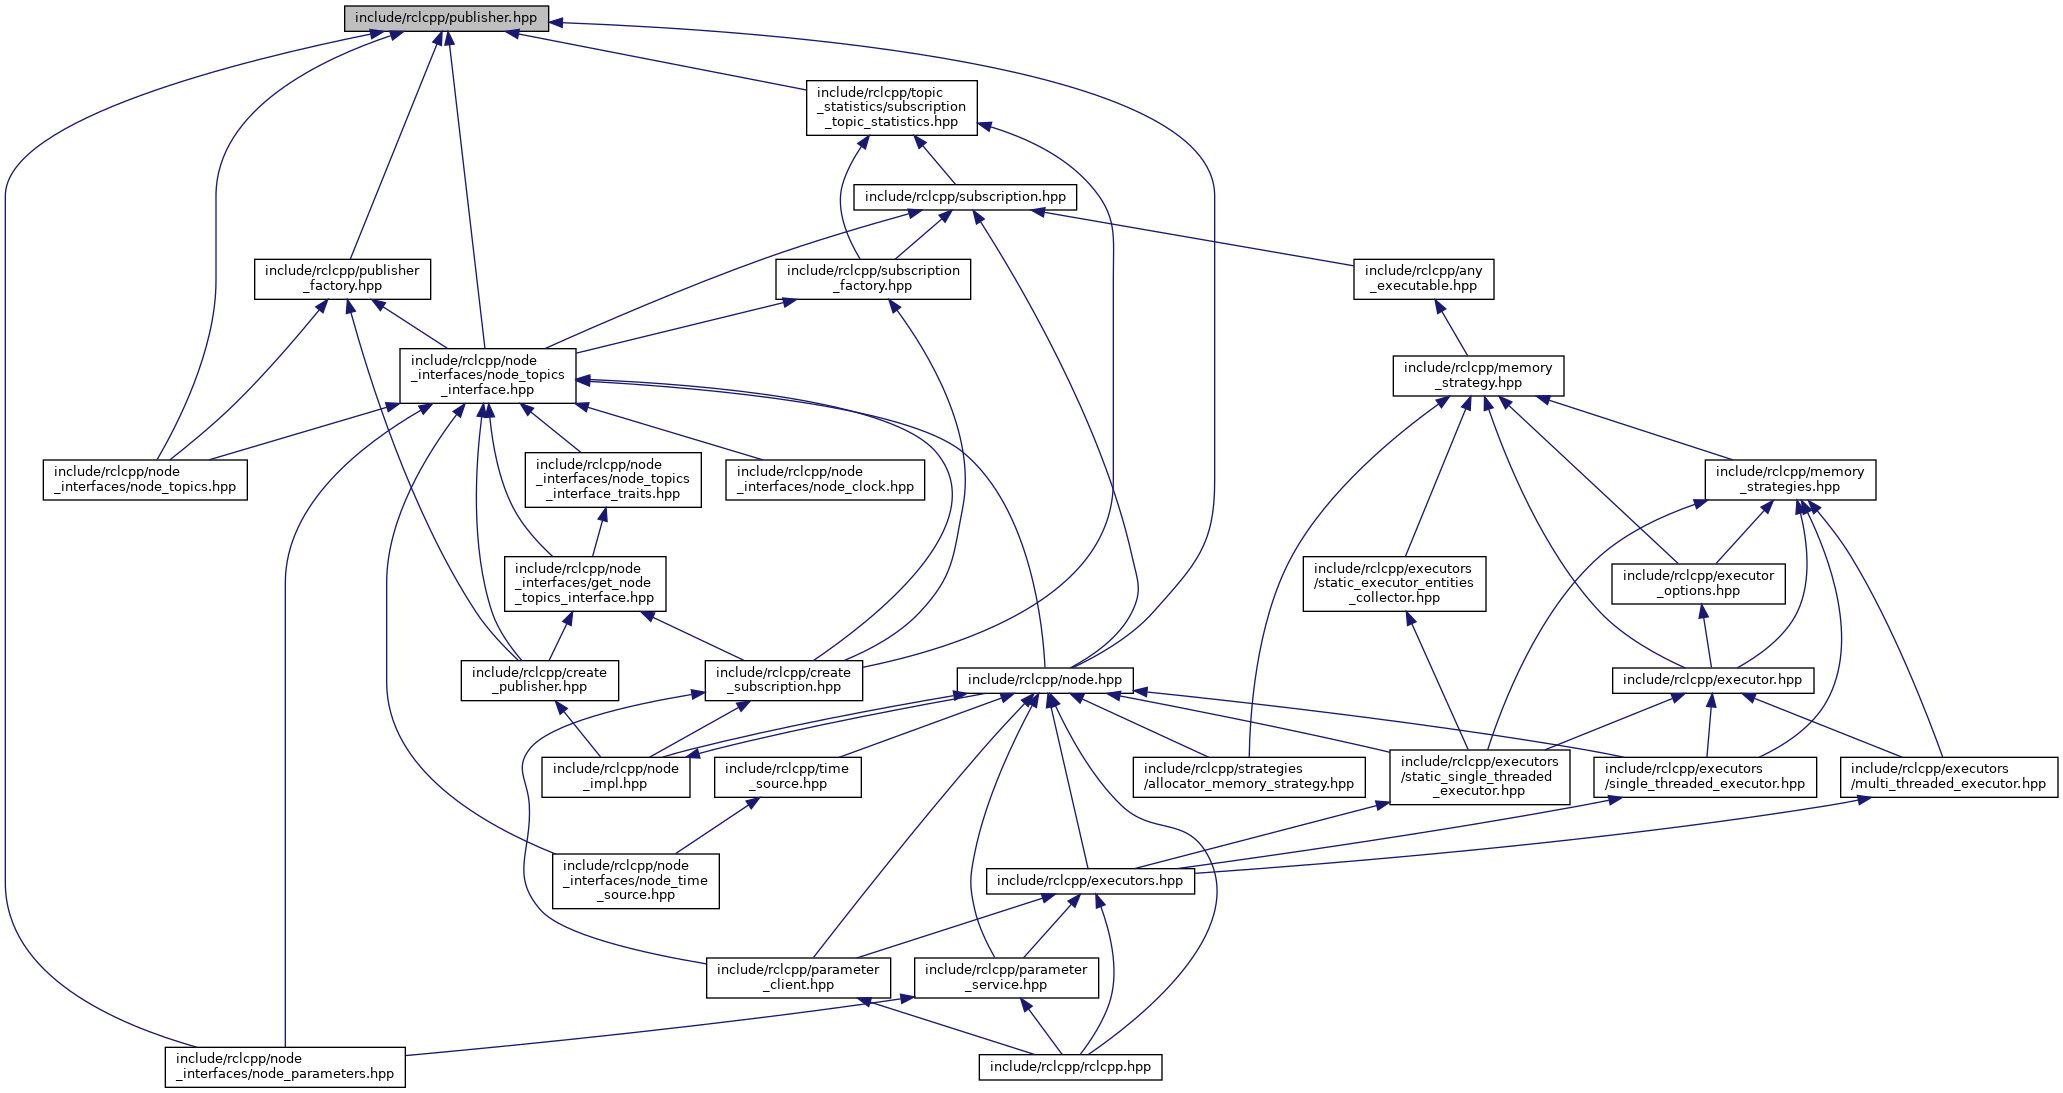 include/rclcpp/publisher.hpp
include/rclcpp/topic
_statistics/subscription
_topic_statistics.hpp
include/rclcpp/subscription.hpp
include/rclcpp/publisher
_factory.hpp
include/rclcpp/subscription
_factory.hpp
include/rclcpp/any
_executable.hpp
include/rclcpp/node
_interfaces/node_topics
_interface.hpp
include/rclcpp/memory
_strategy.hpp
include/rclcpp/node
_interfaces/node_topics.hpp
include/rclcpp/node
_interfaces/node_topics
_interface_traits.hpp
include/rclcpp/node
_interfaces/node_clock.hpp
include/rclcpp/memory
_strategies.hpp
include/rclcpp/node
_interfaces/get_node
_topics_interface.hpp
include/rclcpp/executors
/static_executor_entities
_collector.hpp
include/rclcpp/executor
_options.hpp
include/rclcpp/create
_publisher.hpp
include/rclcpp/create
_subscription.hpp
include/rclcpp/node.hpp
include/rclcpp/executor.hpp
include/rclcpp/node
_impl.hpp
include/rclcpp/time
_source.hpp
include/rclcpp/strategies
/allocator_memory_strategy.hpp
include/rclcpp/executors
/static_single_threaded
_executor.hpp
include/rclcpp/executors
/single_threaded_executor.hpp
include/rclcpp/executors
/multi_threaded_executor.hpp
include/rclcpp/node
_interfaces/node_time
_source.hpp
include/rclcpp/executors.hpp
include/rclcpp/parameter
_client.hpp
include/rclcpp/parameter
_service.hpp
include/rclcpp/node
_interfaces/node_parameters.hpp
include/rclcpp/rclcpp.hpp